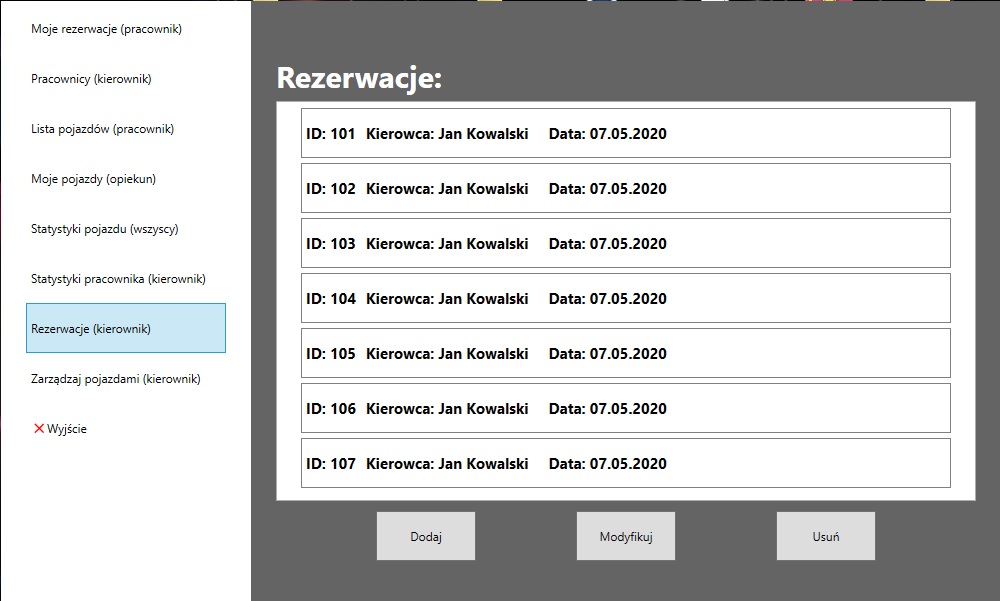 Moje rezerwacje (pracownik)
Pracownicy (kierownik)
Lista pojazdów (pracownik)
Moje pojazdy (opiekun)
Statystyki pojazdu (wszyscy)
Statystyki pracownika (kierownik)
Rezerwacje (kierownik)
Zarządzaj pojazdami (kierownik)
Wyjście
Rezerwacje:
ID: 101 Kierowca: Jan Kowalski Data: 07.05.2020
ID: 102 Kierowca: Jan Kowalski Data: 07.05.2020
ID: 103 Kierowca: Jan Kowalski Data: 07.05.2020
ID: 104 Kierowca: Jan Kowalski Data: 07.05.2020
ID: 105 Kierowca: Jan Kowalski Data: 07.05.2020
ID: 106 Kierowca: Jan Kowalski Data: 07.05.2020
ID: 107 Kierowca: Jan Kowalski Data: 07.05.2020
Dodaj Modyfikuj Usuń